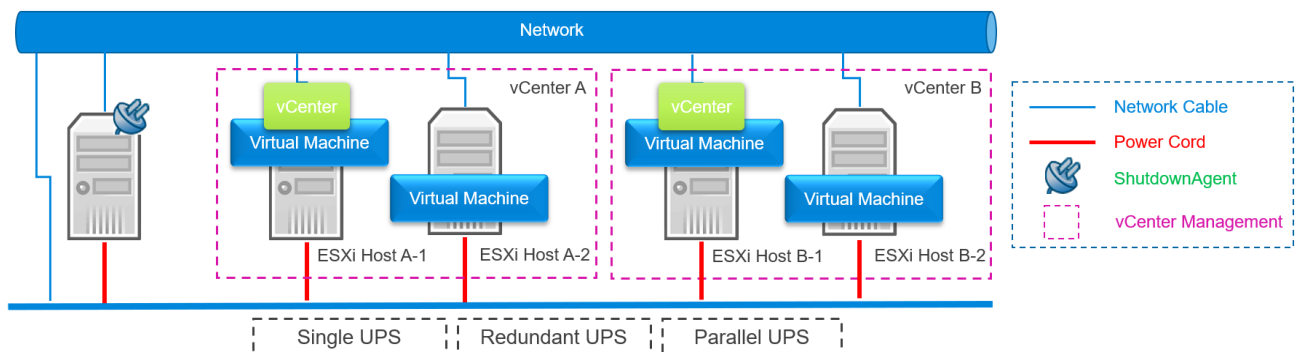 Network
vCenter A
vCenter B
vCenter
vCenter
Virtual Machine
Virtual Machine
Virtual Machine
Virtual Machine
ESXi Host A-1
ESXi Host A-2
ESXi Host B-1
ESXi Host B-2
Single UPS
Redundant UPS
Parallel UPS
Network Cable
Power Cord
ShutdownAgent
vCenter Management